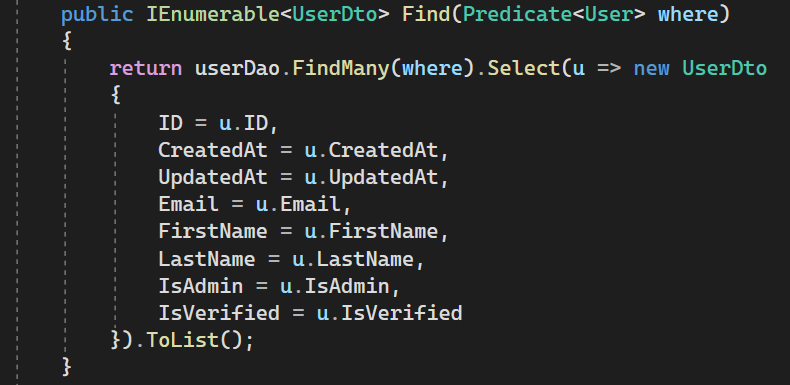 public IEnumerable<UserDto> Find(Predicate<User> where)
{
return userDao.FindMany(where).Select(u => new UserDto
{
ID = u.ID,
CreatedAt = u.CreatedAt,
UpdatedAt = u.UpdatedAt,
Email = u.Email,
FirstName = u.FirstName,
LastName = u.LastName,
IsAdmin = u.IsAdmin,
IsVerified = u.IsVerified
}).ToList();
}